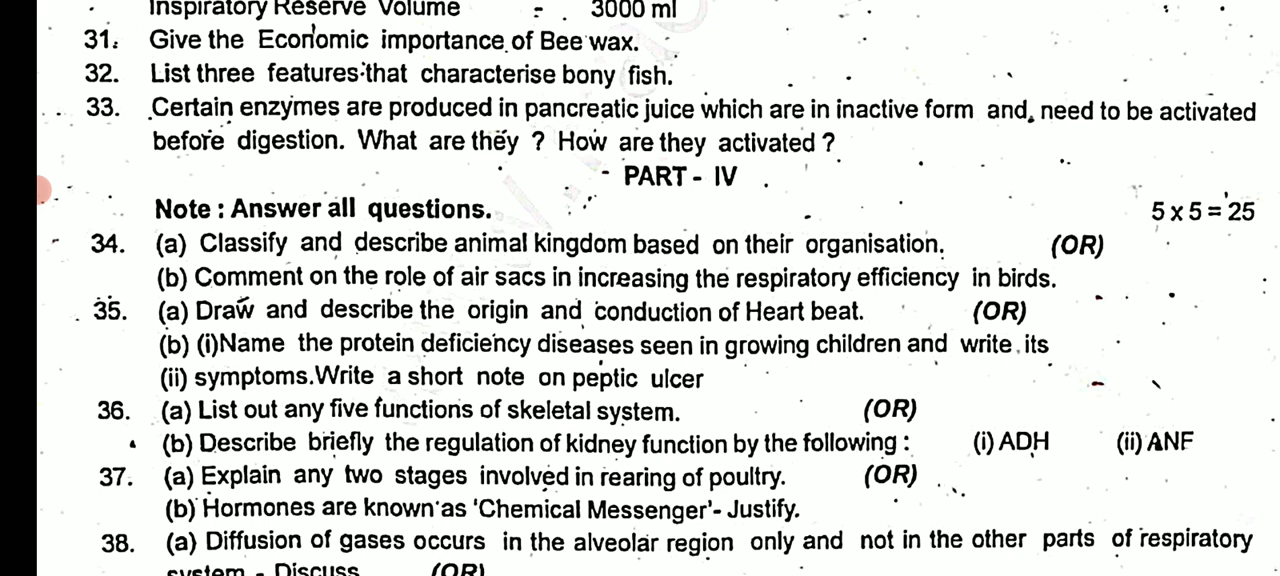 Inspiratory Reserve Volume - 3000 ml
31. Give the Economic importance of Bee wax.
32. List three features that characterise bony fish.
33. Certain enzymes are produced in pancreatic juice which are in inactive form and, need to be activated
before digestion. What are they ? How are they activated ?
PART - IV
Note : Answer all questions. 5 x 5 = 25
34. (a) Classify and describe animal kingdom based on their organisation. (OR)
(b) Comment on the role of air sacs in increasing the respiratory efficiency in birds.
35. (a) Draw and describe the origin and conduction of Heart beat. (OR)
(b) (i)Name the protein deficiency diseases seen in growing children and write its
(ii) symptoms.Write a short note on peptic ulcer
36. (a) List out any five functions of skeletal system. (OR)
(b) Describe briefly the regulation of kidney function by the following : (i) ADH (ii) ANF
37. (a) Explain any two stages involved in rearing of poultry. (OR)
(b) Hormones are known as 'Chemical Messenger'- Justify.
38. (a) Diffusion of gases occurs in the alveolar region only and not in the other parts of respiratory
system - Discuss (OR)